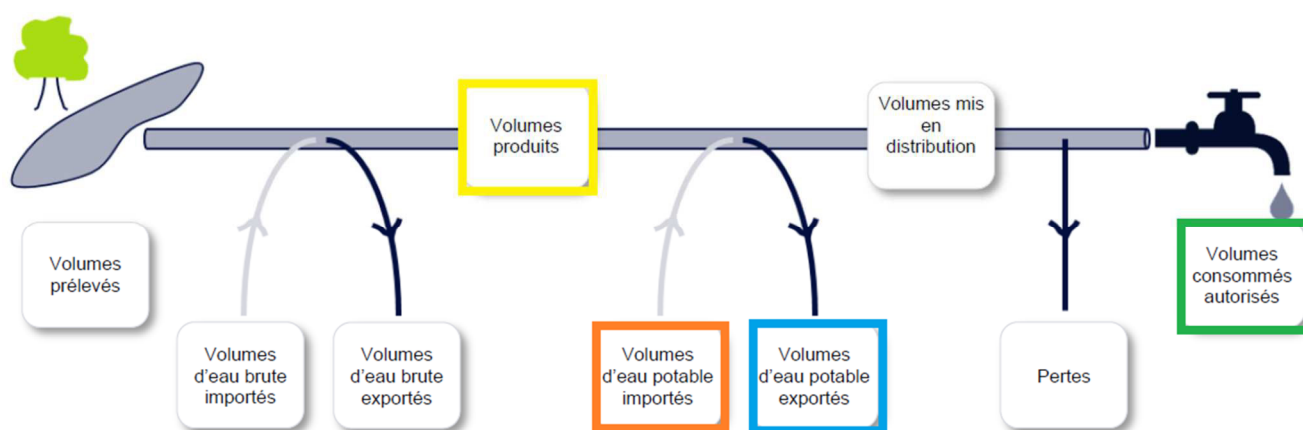 Volumes
produits
Volumes mis
en
distribution
Volumes
prélevés
Volumes
d'eau brute
importés
Volumes
d'eau brute
exportés
Volumes
d'eau potable
importés
Volumes
d'eau potable
exportés
Pertes
Volumes
consommés
autorisés